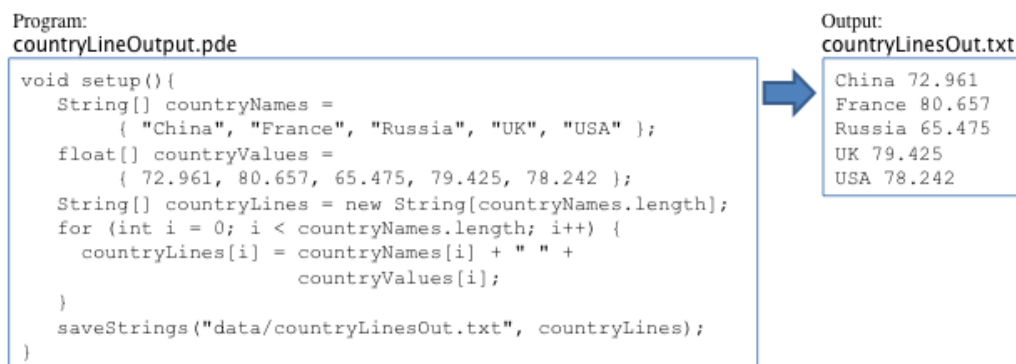 Program:
countryLineOutput.pde
void setup(){
String[] countryNames =
{ "China", "France", "Russia", "UK", "USA" };
float[] countryValues =
{ 72.961, 80.657, 65.475, 79.425, 78.242 };
String[] countryLines = new String[countryNames.length];
for (int i = 0; i < countryNames.length; i++) {
countryLines[i] = countryNames[i] + " " +
countryValues[i];
}
saveStrings("data/countryLinesOut.txt", countryLines);
}
Output:
countryLinesOut.txt
China 72.961
France 80.657
Russia 65.475
UK 79.425
USA 78.242